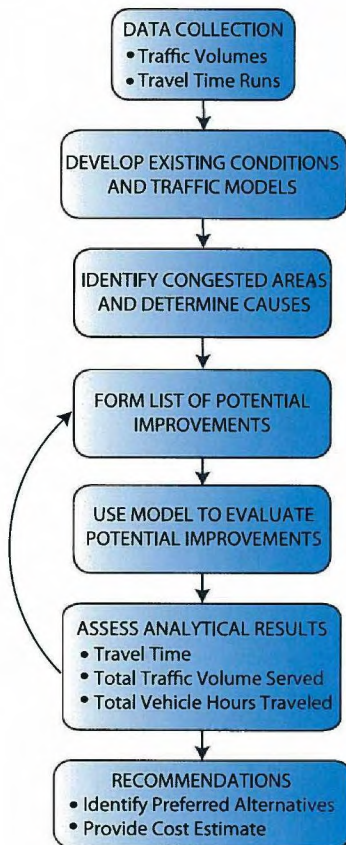 DATA COLLECTION
• Traffic Volumes
• Travel Time Runs
DEVELOP EXISTING CONDITIONS
AND TRAFFIC MODELS
IDENTIFY CONGESTED AREAS
AND DETERMINE CAUSES
FORM LIST OF POTENTIAL
IMPROVEMENTS
USE MODEL TO EVALUATE
POTENTIAL IMPROVEMENTS
ASSESS ANALYTICAL RESULTS
• Travel Time
• Total Traffic Volume Served
• Total Vehicle Hours Traveled
RECOMMENDATIONS
• Identify Preferred Alternatives
• Provide Cost Estimate